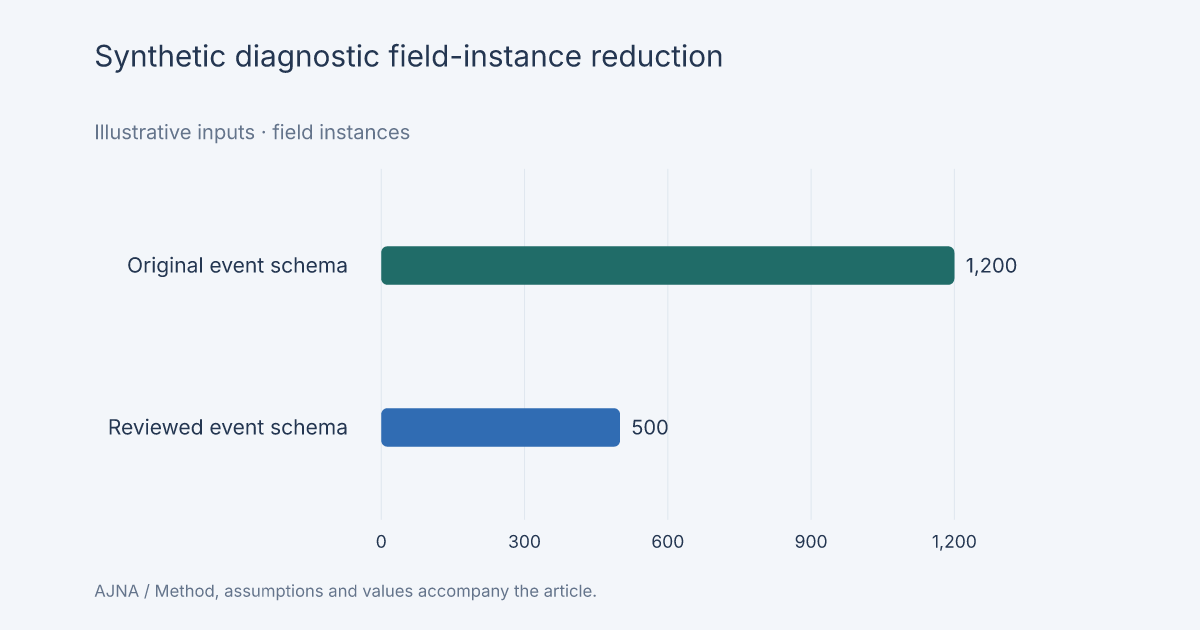 Synthetic diagnostic field-instance reduction
Illustrative inputs · field instances
Original event schema 1,200
Reviewed event schema 500
0 300 600 900 1,200
AJNA / Method, assumptions and values accompany the article.